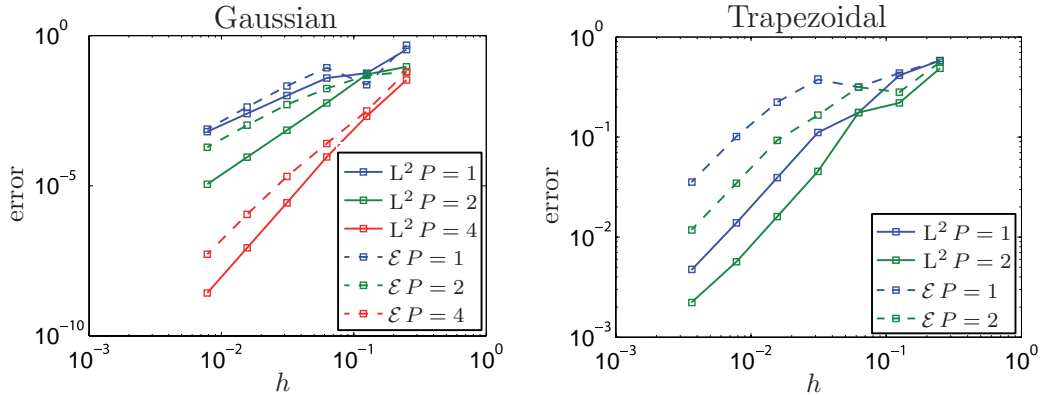 Gaussian
10^0
10^-5
10^-10
error
10^-3
10^-2
10^-1
10^0
h
L^2 P = 1
L^2 P = 2
L^2 P = 4
ℰ P = 1
ℰ P = 2
ℰ P = 4
Trapezoidal
10^0
10^-1
10^-2
10^-3
error
10^-3
10^-2
10^-1
10^0
h
L^2 P = 1
L^2 P = 2
ℰ P = 1
ℰ P = 2